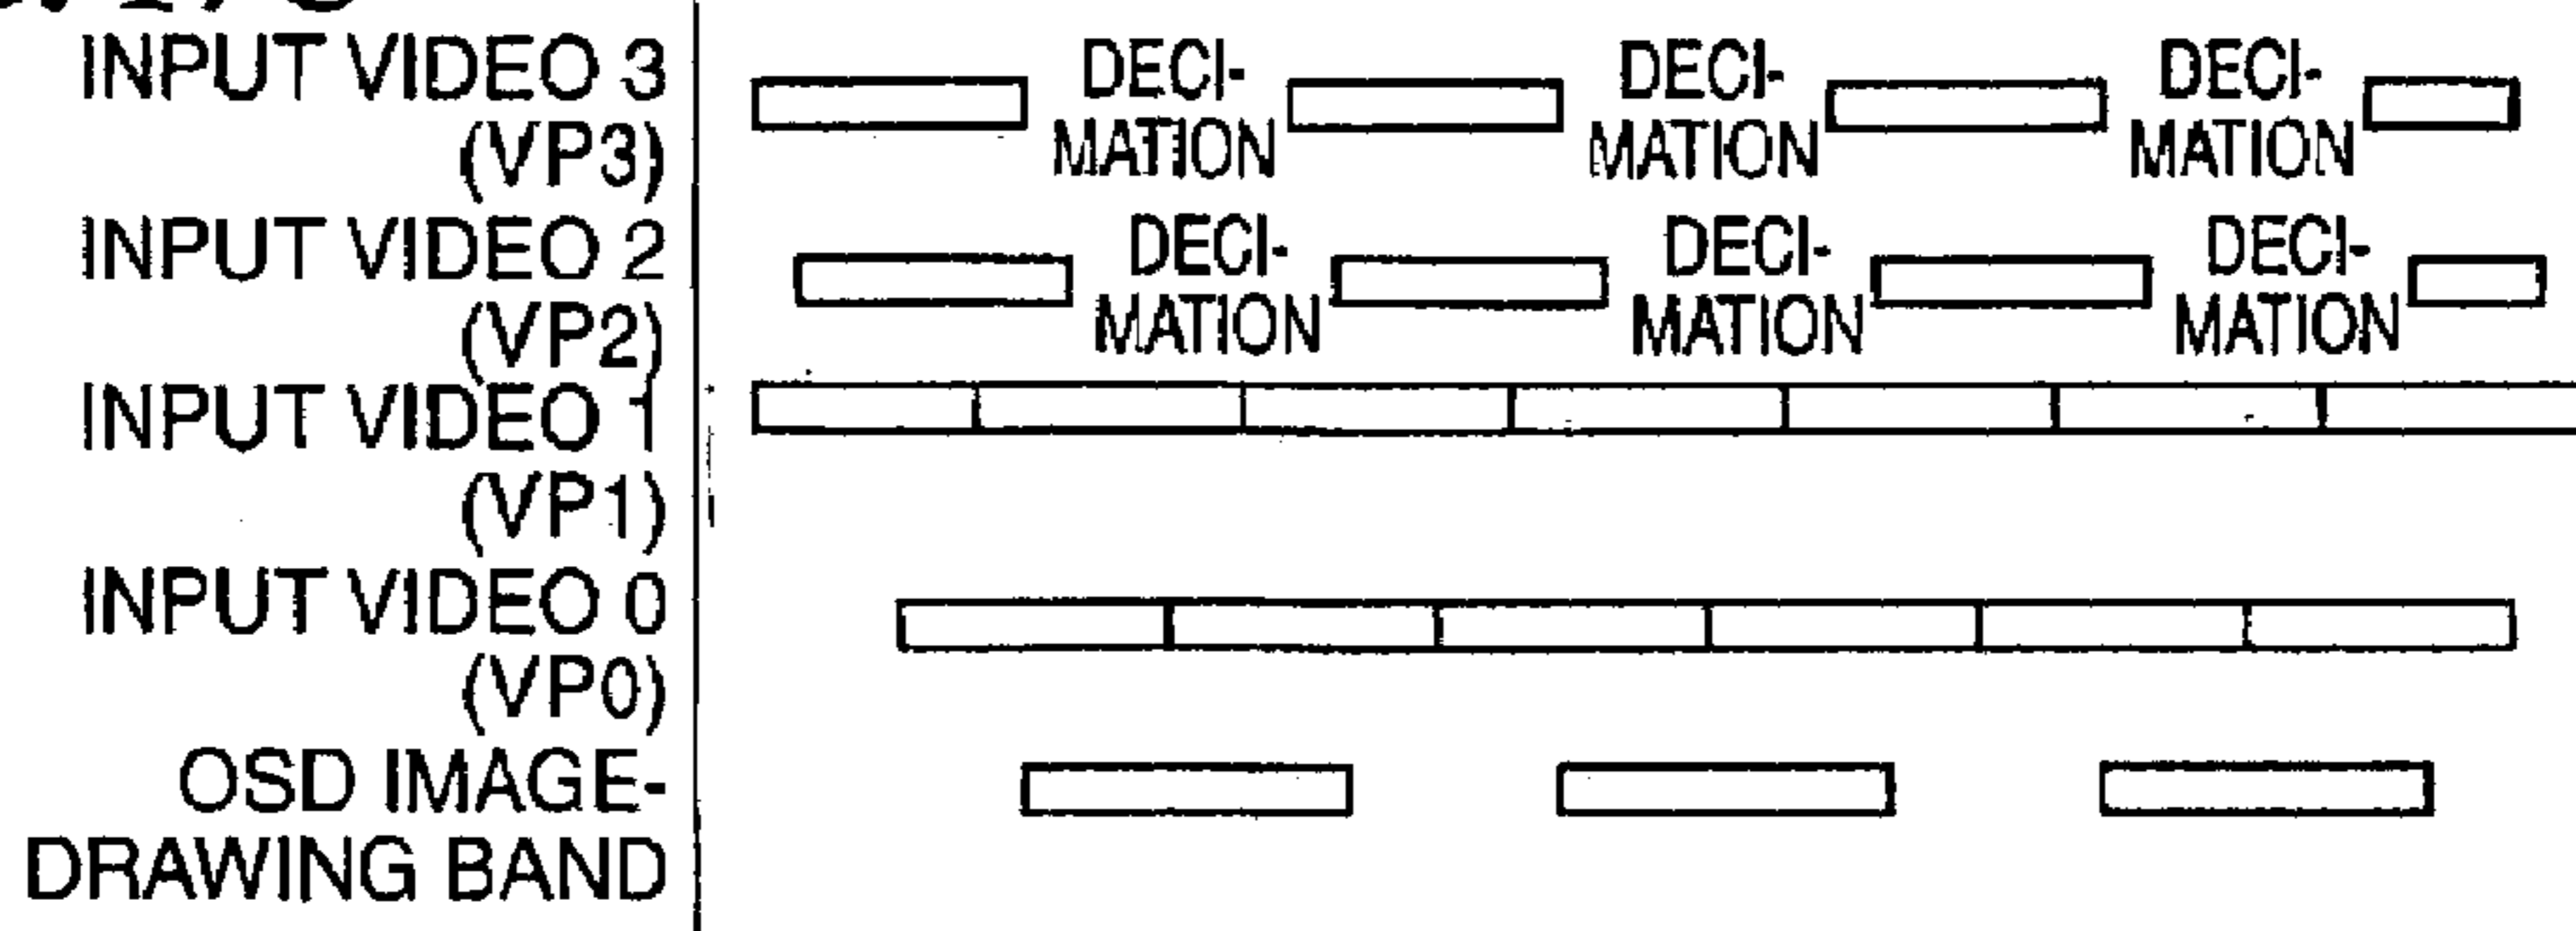 INPUT VIDEO 3
(VP3)
DECI-
MATION
DECI-
MATION
DECI-
MATION
INPUT VIDEO 2
(VP2)
DECI-
MATION
DECI-
MATION
DECI-
MATION
INPUT VIDEO 1
(VP1)
INPUT VIDEO 0
(VP0)
OSD IMAGE-
DRAWING BAND